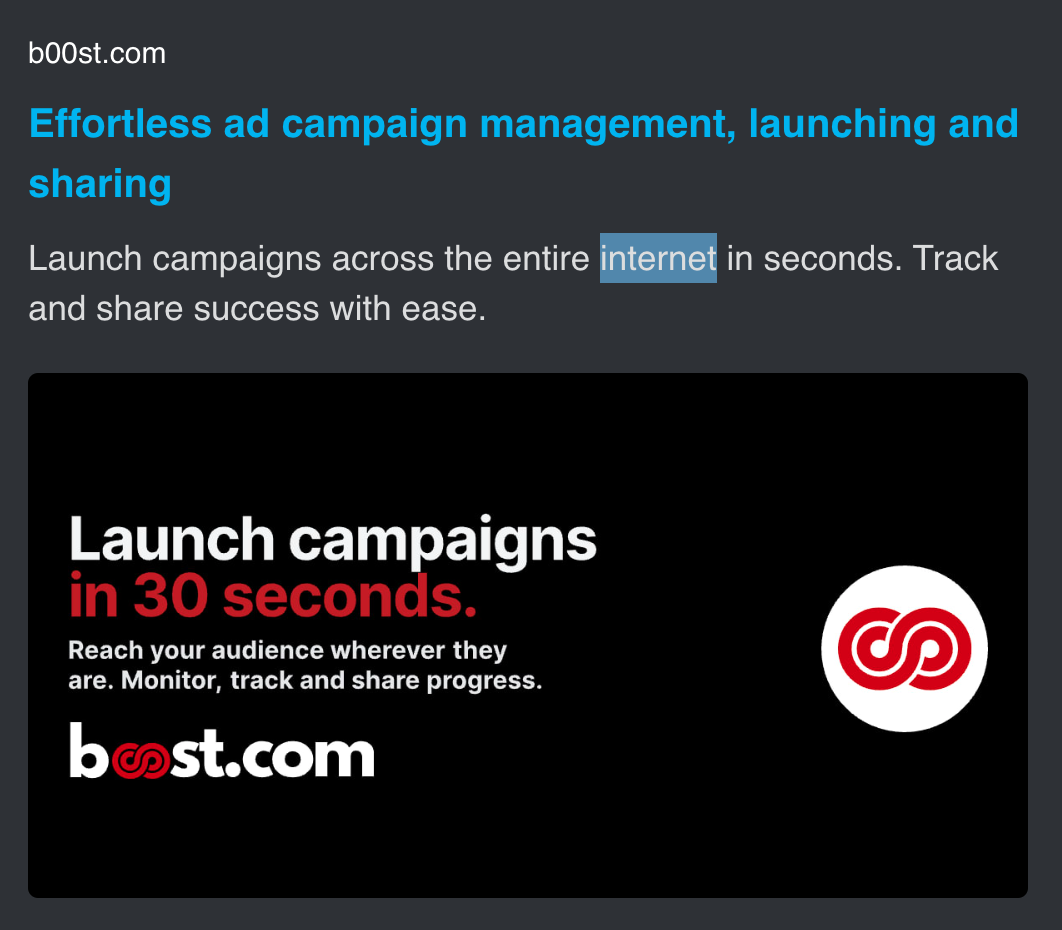 b00st.com
Effortless ad campaign management, launching and
sharing
Launch campaigns across the entire internet in seconds. Track
and share success with ease.
Launch campaigns
in 30 seconds.
Reach your audience wherever they
are. Monitor, track and share progress.
boost.com